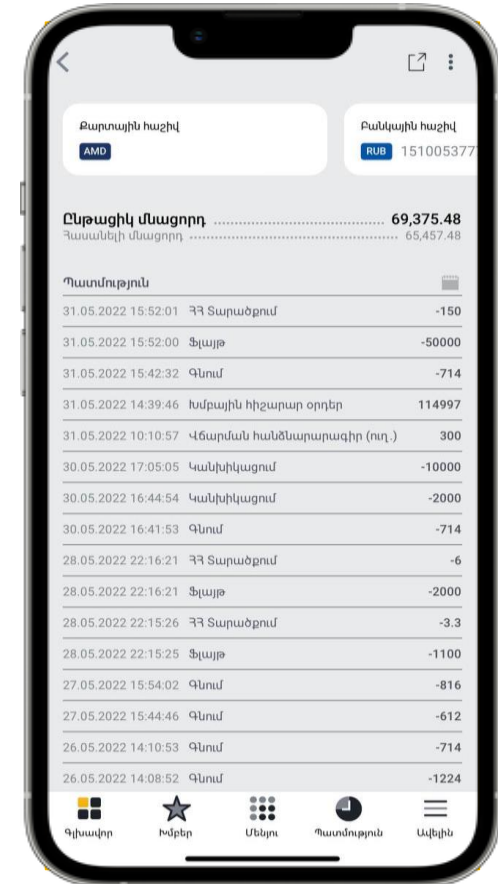 Քարտային հաշիվ
AMD
Բանկային հաշիվ
RUB 151005377
Ընթացիկ մնացորդ 69,375.48
Հասանելի մնացորդ 65,457.48
Պատմություն
31.05.2022 15:52:01 ՀՀ Տարածքում -150
31.05.2022 15:52:00 Ֆլայթ -50000
31.05.2022 15:42:32 Գնում -714
31.05.2022 14:39:46 Խմբային հիշարար օրդեր 114997
31.05.2022 10:10:57 Վճարման հանձնարարագիր (ուղ.) 300
30.05.2022 17:05:05 Կանխիկացում -10000
30.05.2022 16:44:54 Կանխիկացում -2000
30.05.2022 16:41:53 Գնում -714
28.05.2022 22:16:21 ՀՀ Տարածքում -6
28.05.2022 22:16:21 Ֆլայթ -2000
28.05.2022 22:15:26 ՀՀ Տարածքում -3.3
28.05.2022 22:15:25 Ֆլայթ -1100
27.05.2022 15:54:02 Գնում -816
27.05.2022 15:44:46 Գնում -612
26.05.2022 14:10:53 Գնում -714
26.05.2022 14:08:52 Գնում -1224
Գլխավոր Խմբեր Մենյու Պատմություն Ավելին